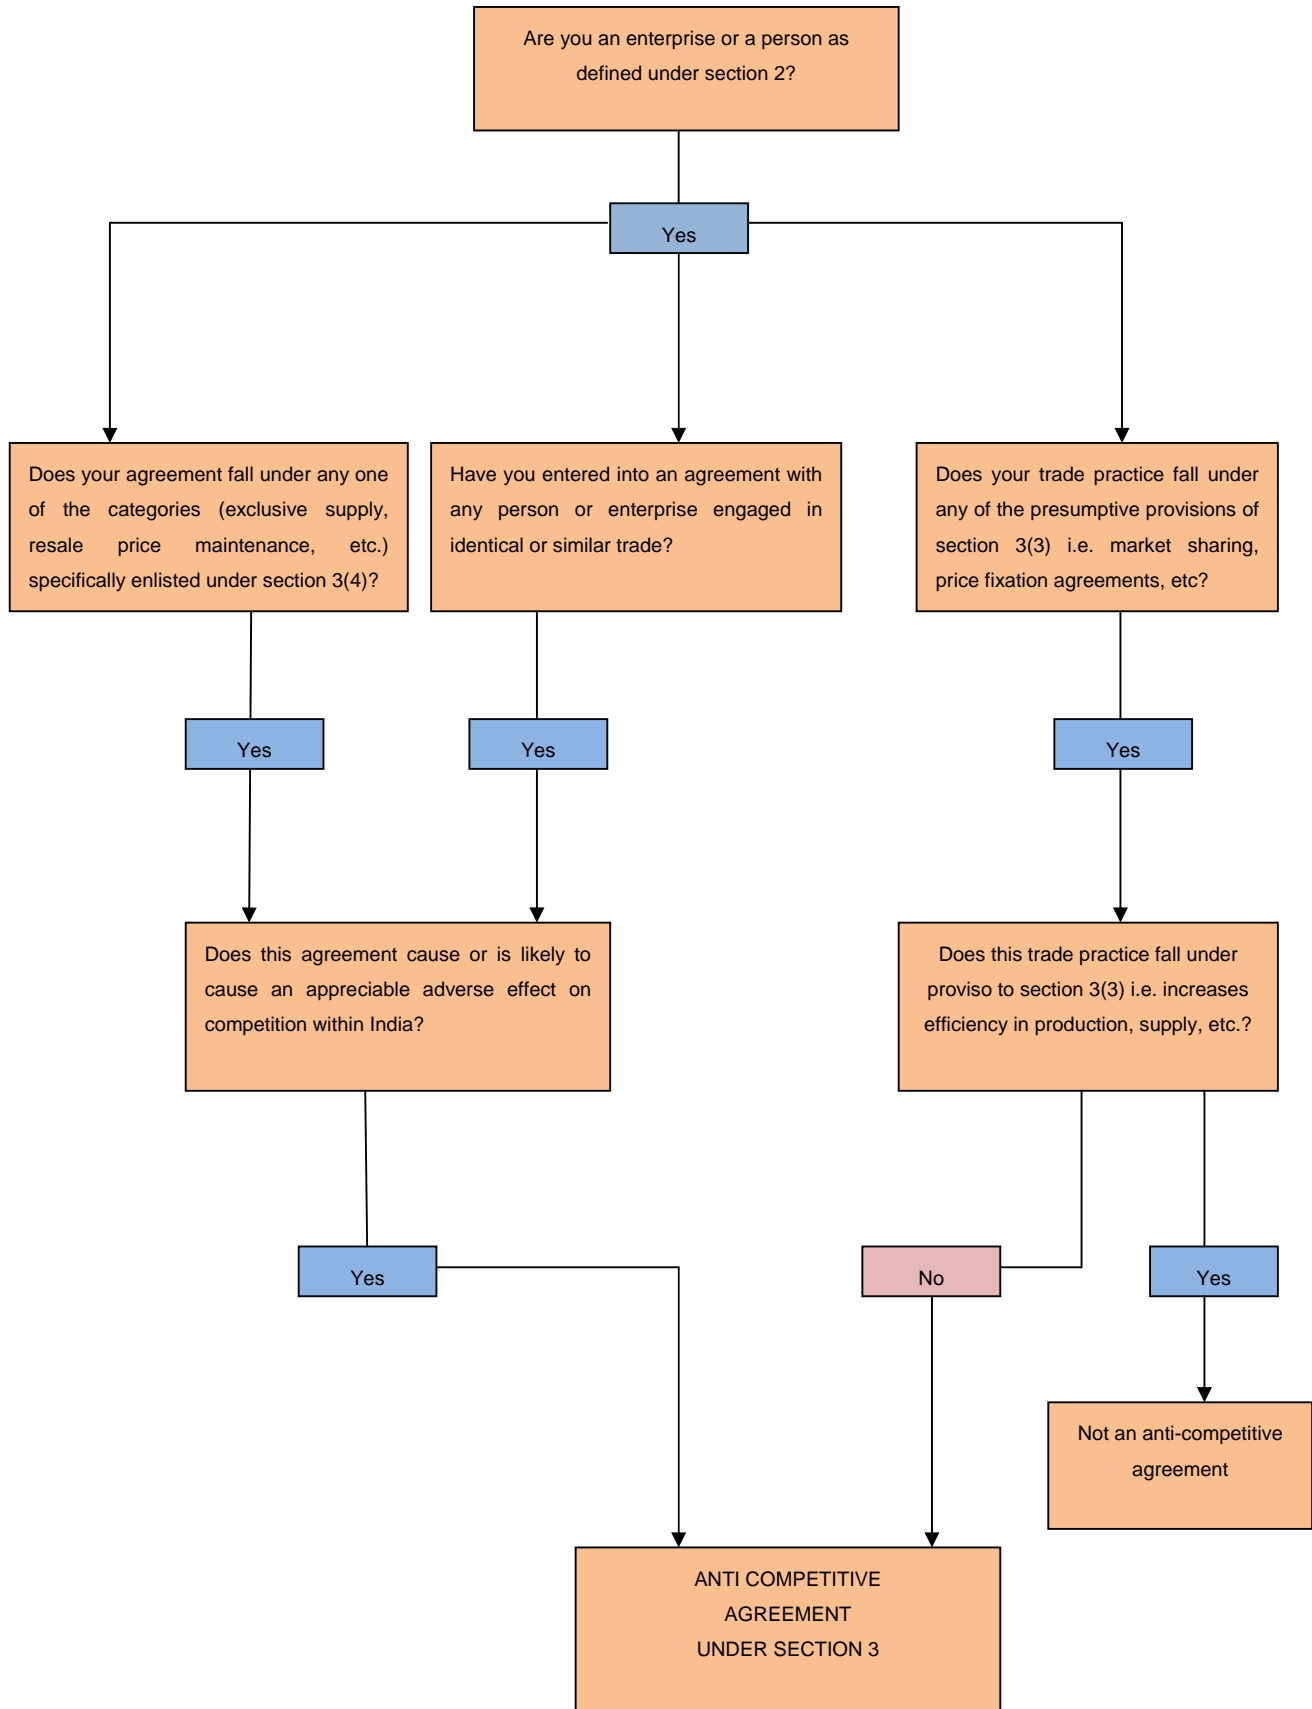 Are you an enterprise or a person as
defined under section 2?
Yes
Does your agreement fall under any one
of the categories (exclusive supply,
resale price maintenance, etc.)
specifically enlisted under section 3(4)?
Have you entered into an agreement with
any person or enterprise engaged in
identical or similar trade?
Does your trade practice fall under
any of the presumptive provisions of
section 3(3) i.e. market sharing,
price fixation agreements, etc?
Yes
Yes
Yes
Does this agreement cause or is likely to
cause an appreciable adverse effect on
competition within India?
Does this trade practice fall under
proviso to section 3(3) i.e. increases
efficiency in production, supply, etc.?
Yes
No
Yes
Not an anti-competitive
agreement
ANTI COMPETITIVE
AGREEMENT
UNDER SECTION 3